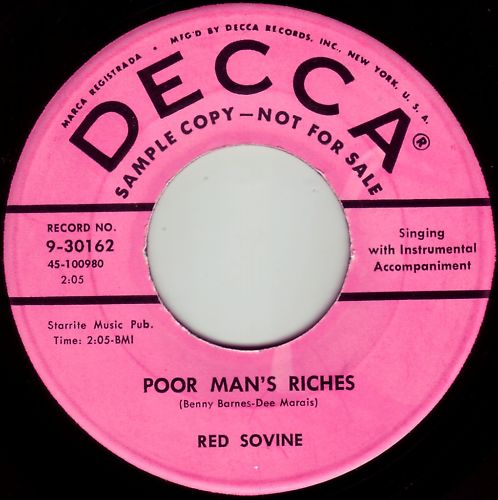 MARCA REGISTRADA • MFG'D BY DECCA RECORDS, INC., NEW YORK, U. S. A.
DECCA®
SAMPLE COPY—NOT FOR SALE
RECORD NO.
9-30162
45-100980
2:05
Singing
with Instrumental
Accompaniment
Starrite Music Pub.
Time: 2:05-BMI
POOR MAN'S RICHES
(Benny Barnes-Dee Marais)
RED SOVINE